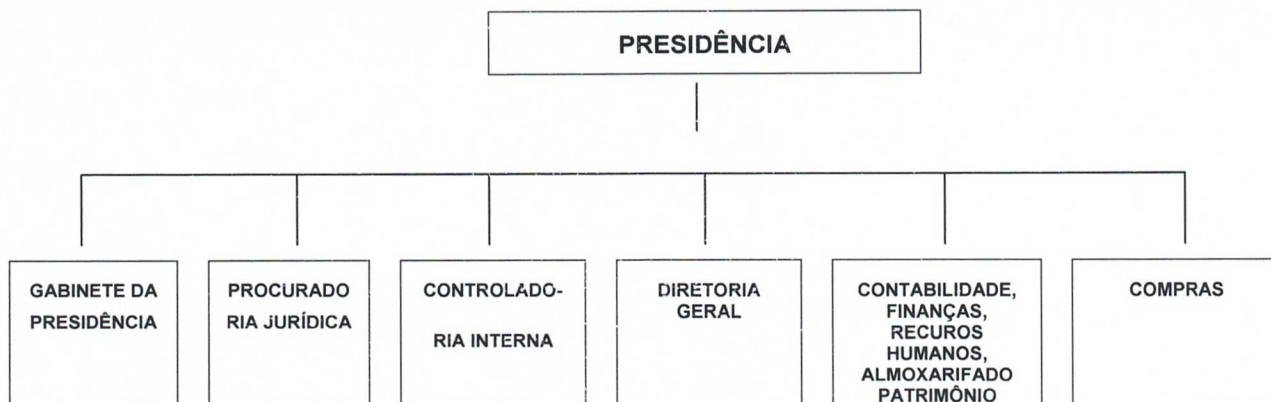 PRESIDÊNCIA
GABINETE DA
PRESIDÊNCIA
PROCURADO
RIA JURÍDICA
CONTROLADO-
RIA INTERNA
DIRETORIA
GERAL
CONTABILIDADE,
FINANÇAS,
RECUROS
HUMANOS,
ALMOXARIFADO
PATRIMÔNIO
COMPRAS